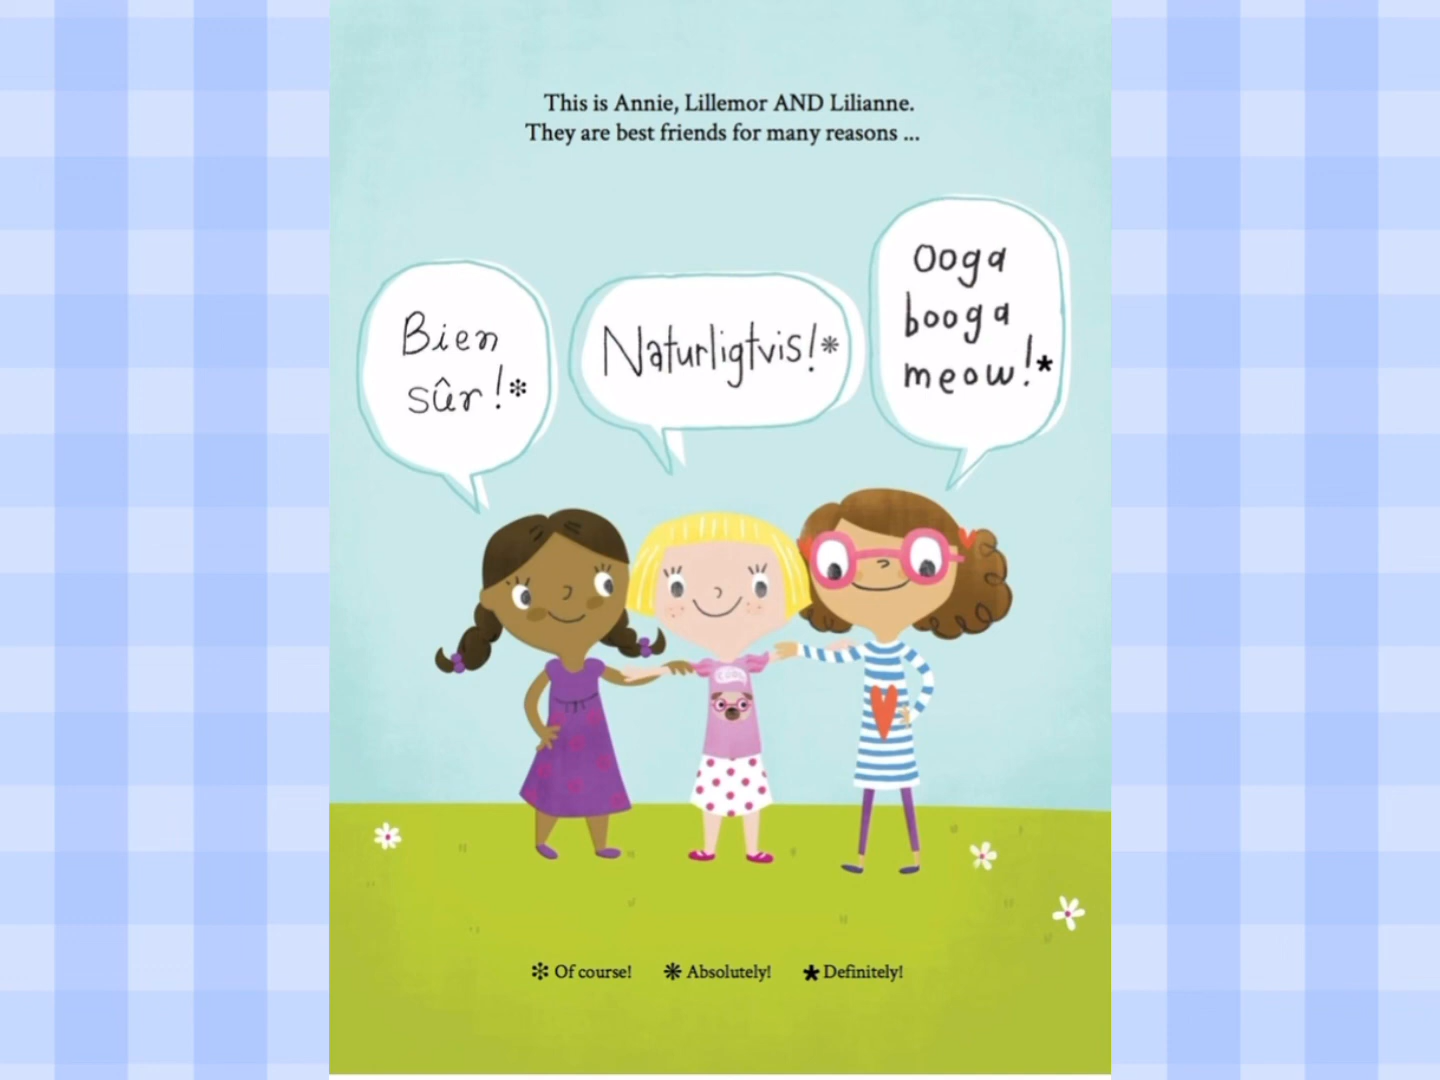 This is Annie, Lillemor AND Lilianne.
They are best friends for many reasons ...
Bien
sûr!*
Naturligtvis!*
Ooga
booga
meow!*
COOL
* Of course! * Absolutely! * Definitely!